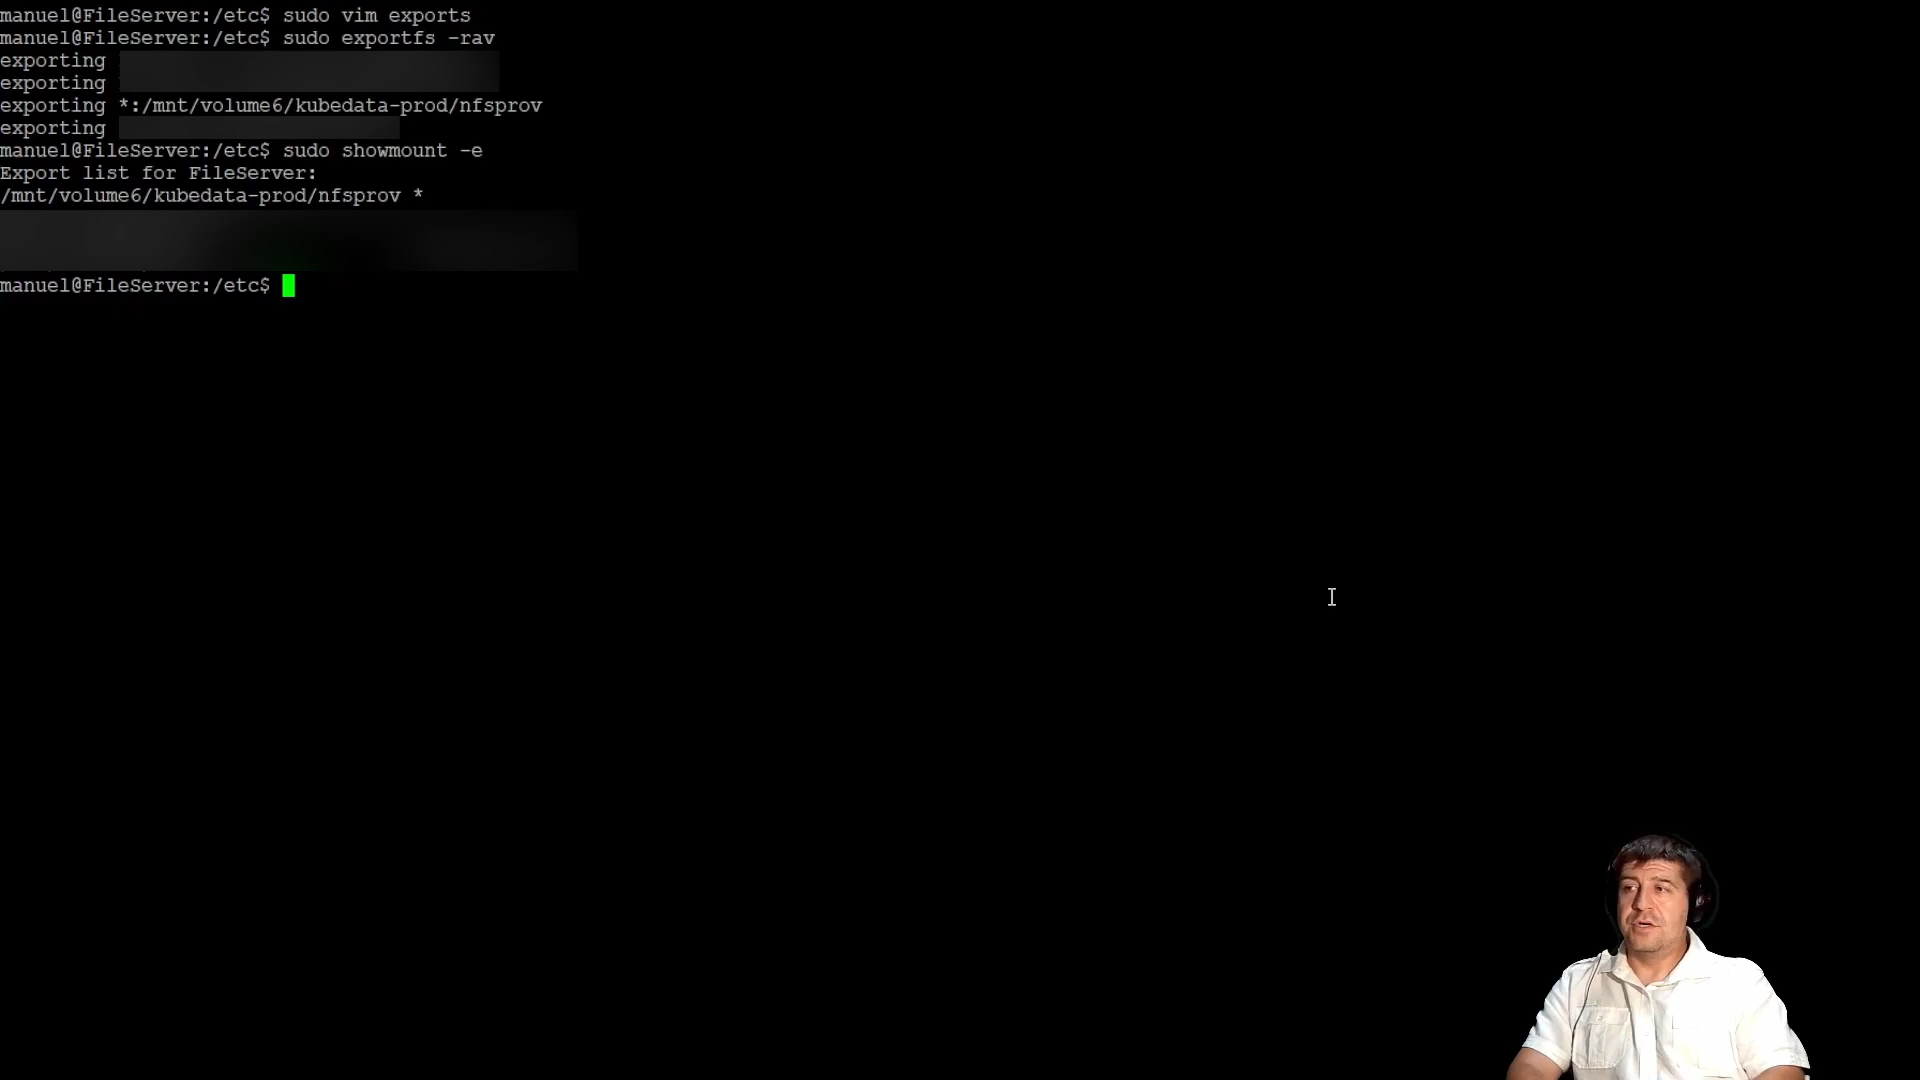 manuel@FileServer:/etc$ sudo vim exports
manuel@FileServer:/etc$ sudo exportfs -rav
exporting
exporting
exporting *:/mnt/volume6/kubedata-prod/nfsprov
exporting
manuel@FileServer:/etc$ sudo showmount -e
Export list for FileServer:
/mnt/volume6/kubedata-prod/nfsprov *
manuel@FileServer:/etc$